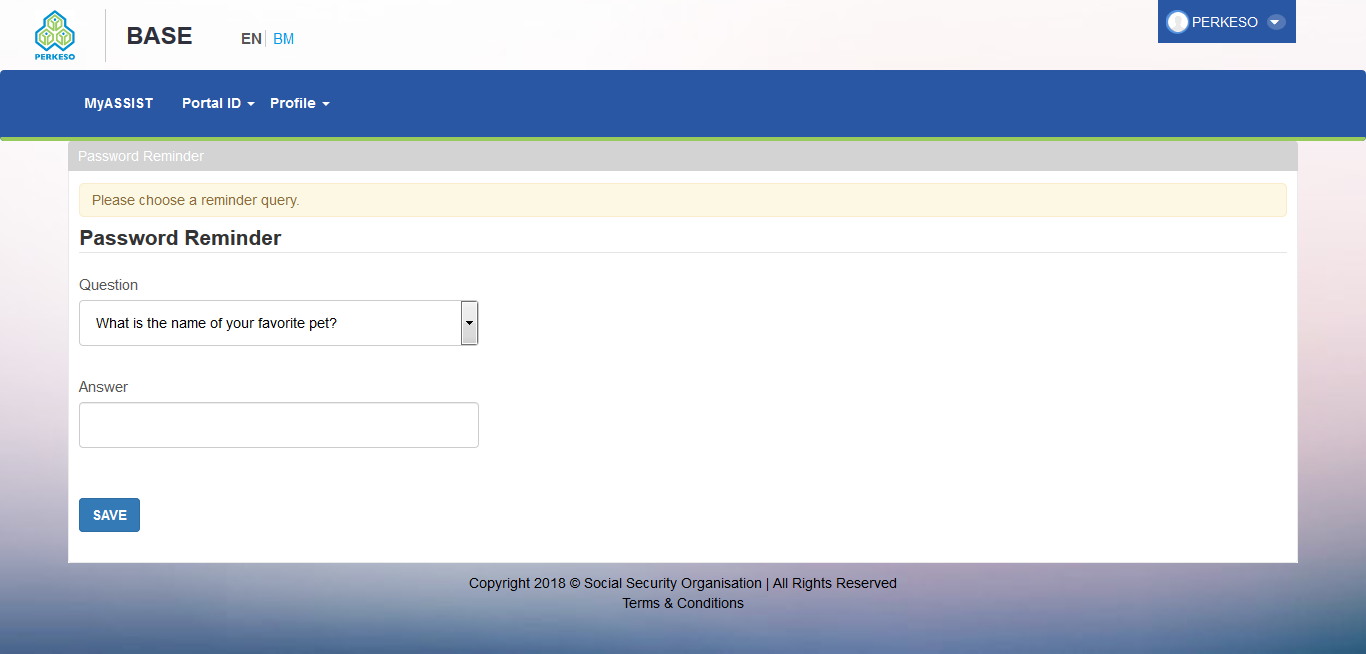 PERKESO
BASE
EN BM
PERKESO
MyASSIST Portal ID Profile
Password Reminder
Please choose a reminder query.
Password Reminder
Question
What is the name of your favorite pet?
Answer
SAVE
Copyright 2018 © Social Security Organisation | All Rights Reserved
Terms & Conditions